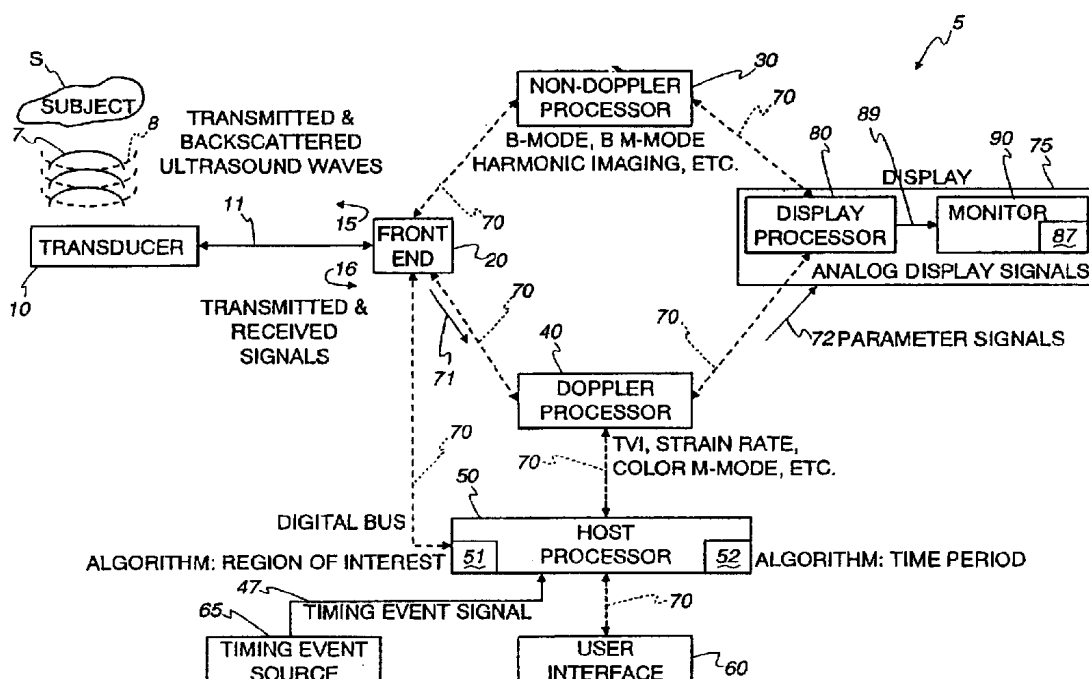 5
S
SUBJECT
7
8
TRANSMITTED &
BACKSCATTERED
ULTRASOUND WAVES
NON-DOPPLER
PROCESSOR
30
B-MODE, B M-MODE
HARMONIC IMAGING, ETC.
70
70
80
89
90
75
DISPLAY
DISPLAY
PROCESSOR
MONITOR
87
ANALOG DISPLAY SIGNALS
11
15
TRANSDUCER
10
FRONT
END
20
16
TRANSMITTED &
RECEIVED
SIGNALS
70
71
70
72 PARAMETER SIGNALS
40
DOPPLER
PROCESSOR
70
70
TVI, STRAIN RATE,
COLOR M-MODE, ETC.
50
DIGITAL BUS
HOST
PROCESSOR
ALGORITHM: REGION OF INTEREST
51
52
ALGORITHM: TIME PERIOD
47
TIMING EVENT SIGNAL
70
65
TIMING EVENT
SOURCE
USER
INTERFACE
60